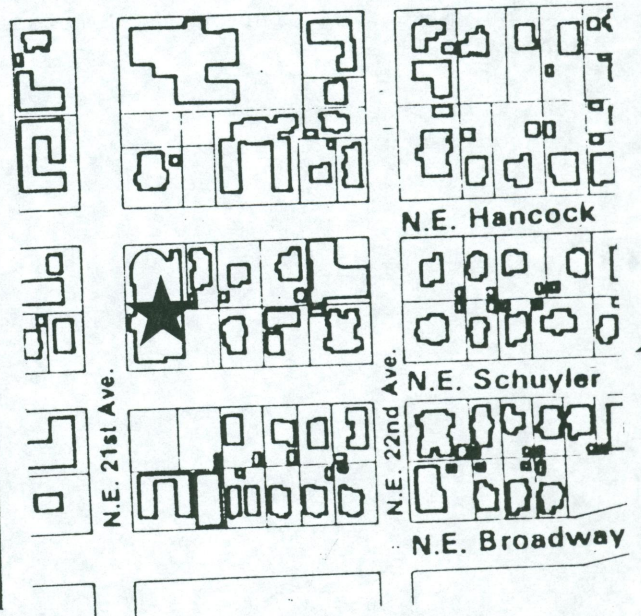 N.E. Hancock
N.E. Schuyler
N.E. 21st Ave.
N.E. 22nd Ave.
N.E. Broadway